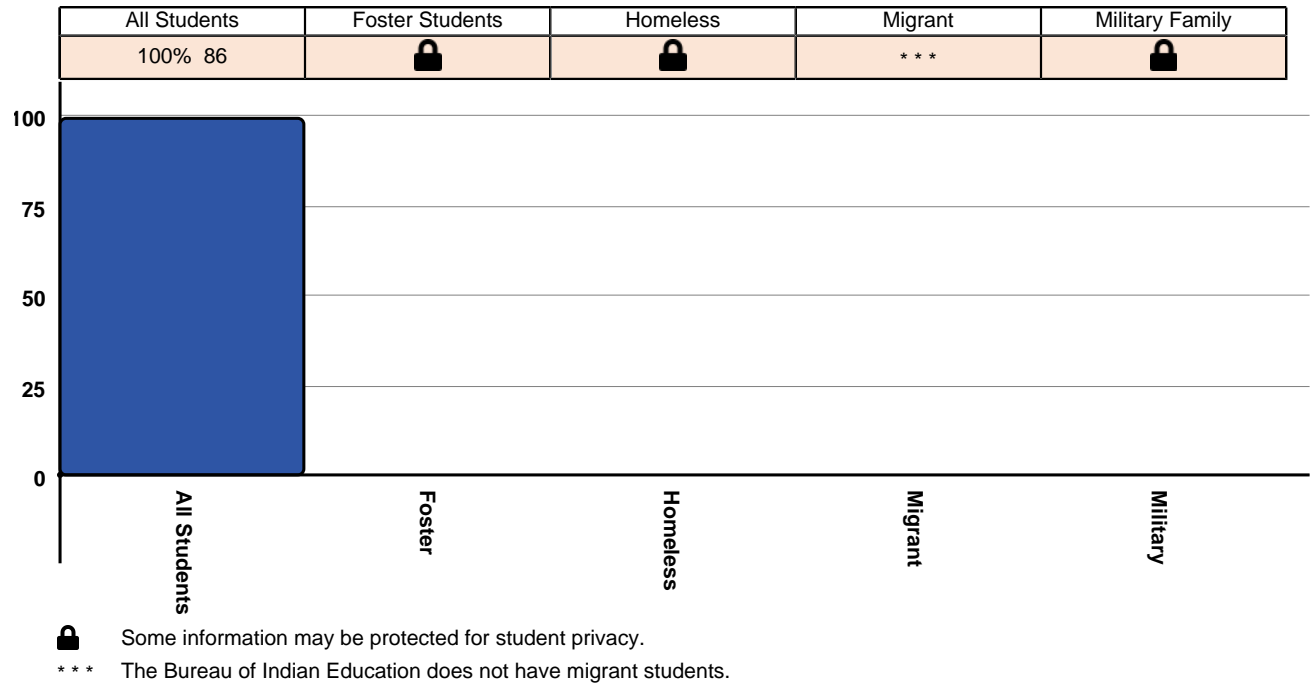 All Students Foster Students Homeless Migrant Military Family
100% 86 * * *
100
75
50
25
0
All Students
Foster
Homeless
Migrant
Military
Some information may be protected for student privacy.
* * * The Bureau of Indian Education does not have migrant students.